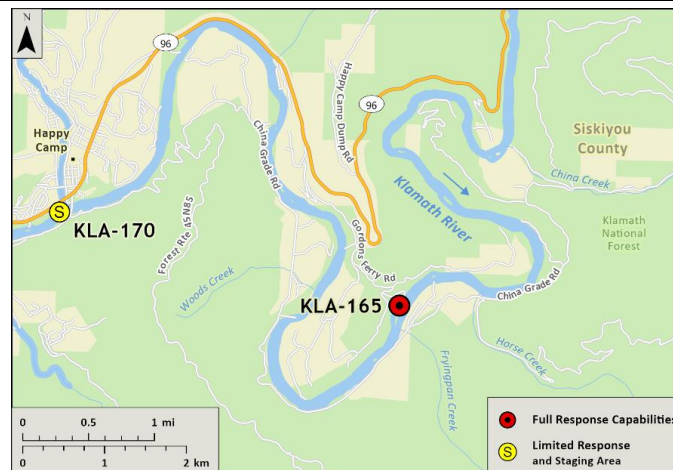 N
96
Happy
Camp
KLA-170
Forest Rte 45N85
Woods Creek
China Grade Rd
Happy Camp Dump Rd
96
Gordons Ferry Rd
KLA-165
Klamath River
Fryingpan Creek
Horse Creek
China Grade Rd
China Creek
Siskiyou
County
Klamath
National
Forest
0 0.5 1 mi
0 1 2 km
Full Response Capabilities
S
S Limited Response
and Staging Area